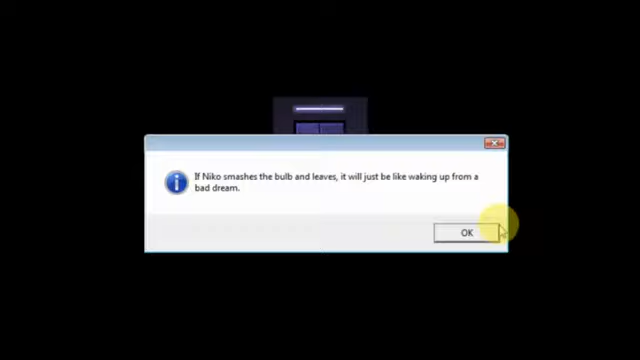 If Niko smashes the bulb and leaves, it will just be like waking up from a
bad dream.
OK